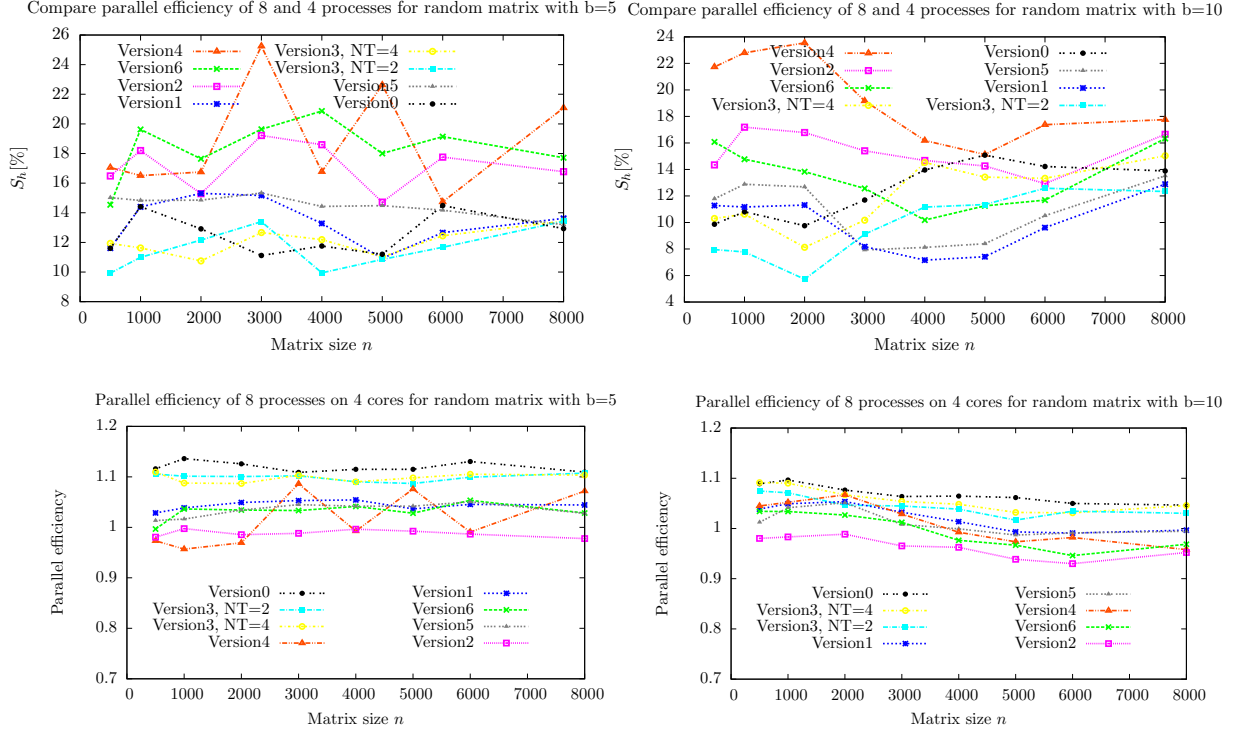 Compare parallel efficiency of 8 and 4 processes for random matrix with b=5
26
24
22
20
18
16
14
12
10
8
S_h[%]
Version4
Version6
Version2
Version1
Version3, NT=4
Version3, NT=2
Version5
Version0
0 1000 2000 3000 4000 5000 6000 7000 8000
Matrix size n
Compare parallel efficiency of 8 and 4 processes for random matrix with b=10
24
22
20
18
16
14
12
10
8
6
4
S_h[%]
Version4
Version2
Version6
Version3, NT=4
Version0
Version5
Version1
Version3, NT=2
0 1000 2000 3000 4000 5000 6000 7000 8000
Matrix size n
Parallel efficiency of 8 processes on 4 cores for random matrix with b=5
1.2
1.1
1
0.9
0.8
0.7
Parallel efficiency
Version0
Version3, NT=2
Version3, NT=4
Version4
Version1
Version6
Version5
Version2
0 1000 2000 3000 4000 5000 6000 7000 8000
Matrix size n
Parallel efficiency of 8 processes on 4 cores for random matrix with b=10
1.2
1.1
1
0.9
0.8
0.7
Parallel efficiency
Version0
Version3, NT=4
Version3, NT=2
Version1
Version5
Version4
Version6
Version2
0 1000 2000 3000 4000 5000 6000 7000 8000
Matrix size n